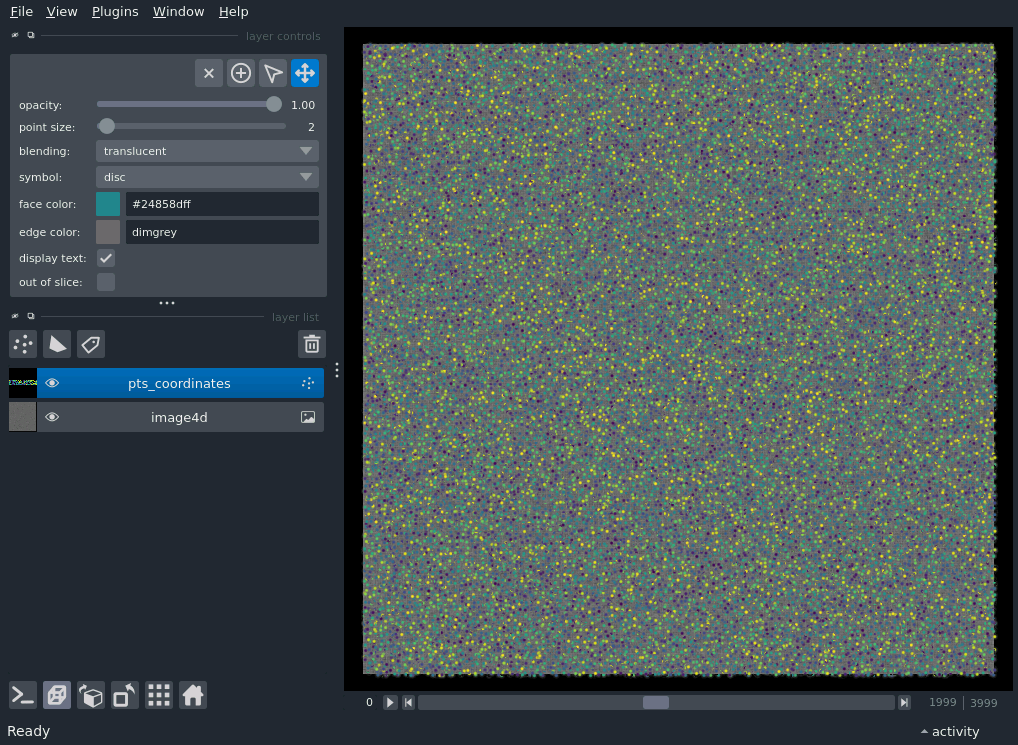 File View Plugins Window Help
layer controls
opacity: 1.00
point size: 2
blending: translucent
symbol: disc
face color: #24858dff
edge color: dimgrey
display text:
out of slice:
layer list
pts_coordinates
image4d
0 1999 3999
Ready activity